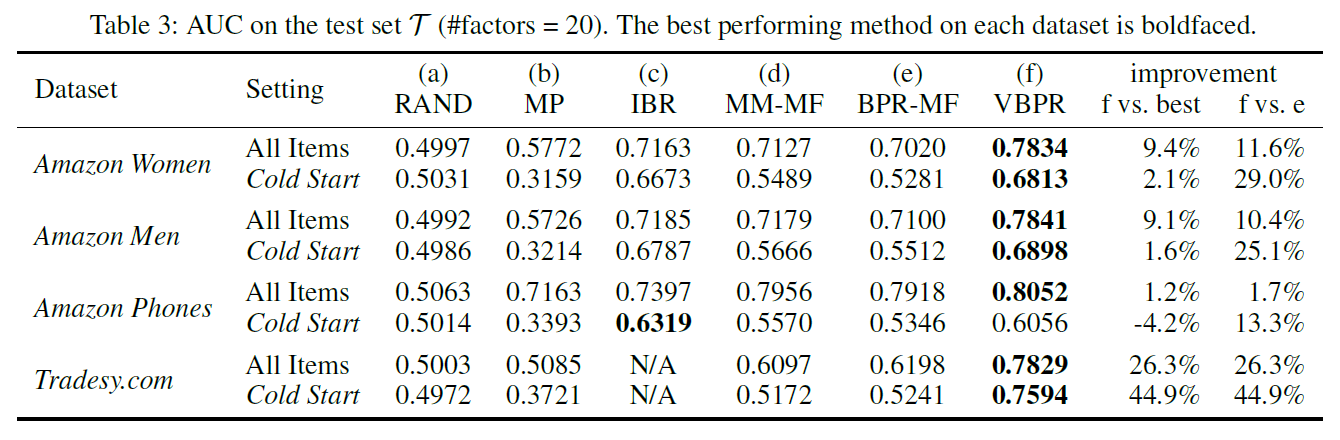 Table 3: AUC on the test set 𝒯 (#factors = 20). The best performing method on each dataset is boldfaced.
Dataset Setting (a) (b) (c) (d) (e) (f) improvement
RAND MP IBR MM-MF BPR-MF VBPR f vs. best f vs. e
Amazon Women All Items 0.4997 0.5772 0.7163 0.7127 0.7020 0.7834 9.4% 11.6%
Cold Start 0.5031 0.3159 0.6673 0.5489 0.5281 0.6813 2.1% 29.0%
Amazon Men All Items 0.4992 0.5726 0.7185 0.7179 0.7100 0.7841 9.1% 10.4%
Cold Start 0.4986 0.3214 0.6787 0.5666 0.5512 0.6898 1.6% 25.1%
Amazon Phones All Items 0.5063 0.7163 0.7397 0.7956 0.7918 0.8052 1.2% 1.7%
Cold Start 0.5014 0.3393 0.6319 0.5570 0.5346 0.6056 -4.2% 13.3%
Tradesy.com All Items 0.5003 0.5085 N/A 0.6097 0.6198 0.7829 26.3% 26.3%
Cold Start 0.4972 0.3721 N/A 0.5172 0.5241 0.7594 44.9% 44.9%